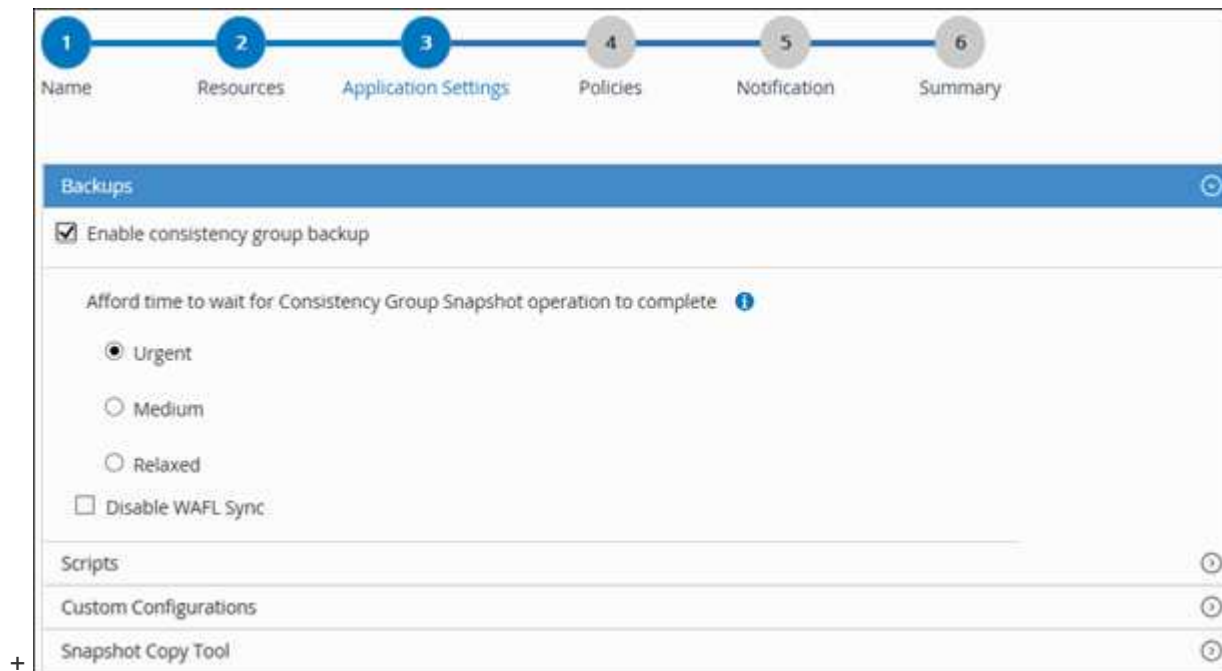 1 2 3 4 5 6
Name Resources Application Settings Policies Notification Summary
Backups
Enable consistency group backup
Afford time to wait for Consistency Group Snapshot operation to complete i
Urgent
Medium
Relaxed
Disable WAFL Sync
Scripts
Custom Configurations
Snapshot Copy Tool
+